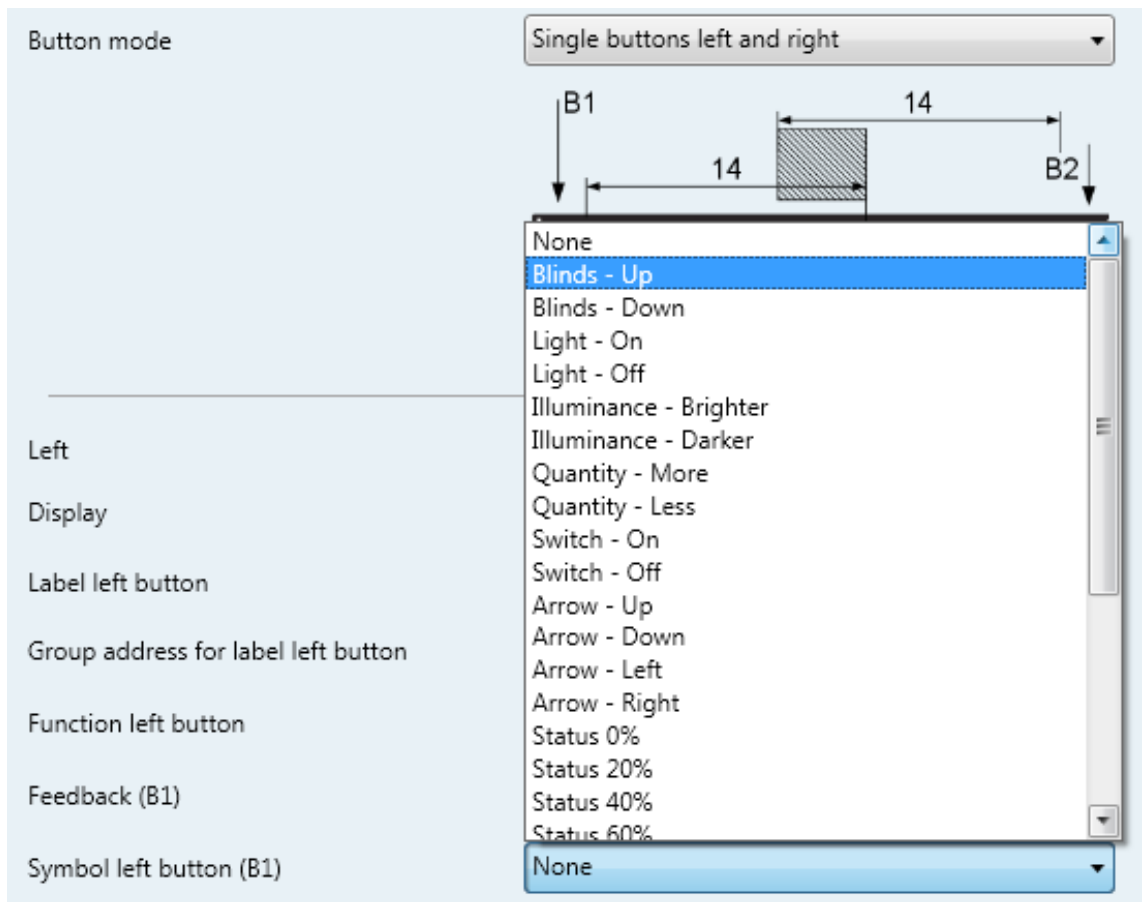 Button mode
Single buttons left and right
B1
14
14
B2
None
Blinds - Up
Blinds - Down
Light - On
Light - Off
Illuminance - Brighter
Illuminance - Darker
Quantity - More
Quantity - Less
Switch - On
Switch - Off
Arrow - Up
Arrow - Down
Arrow - Left
Arrow - Right
Status 0%
Status 20%
Status 40%
Status 60%
Left
Display
Label left button
Group address for label left button
Function left button
Feedback (B1)
Symbol left button (B1)
None